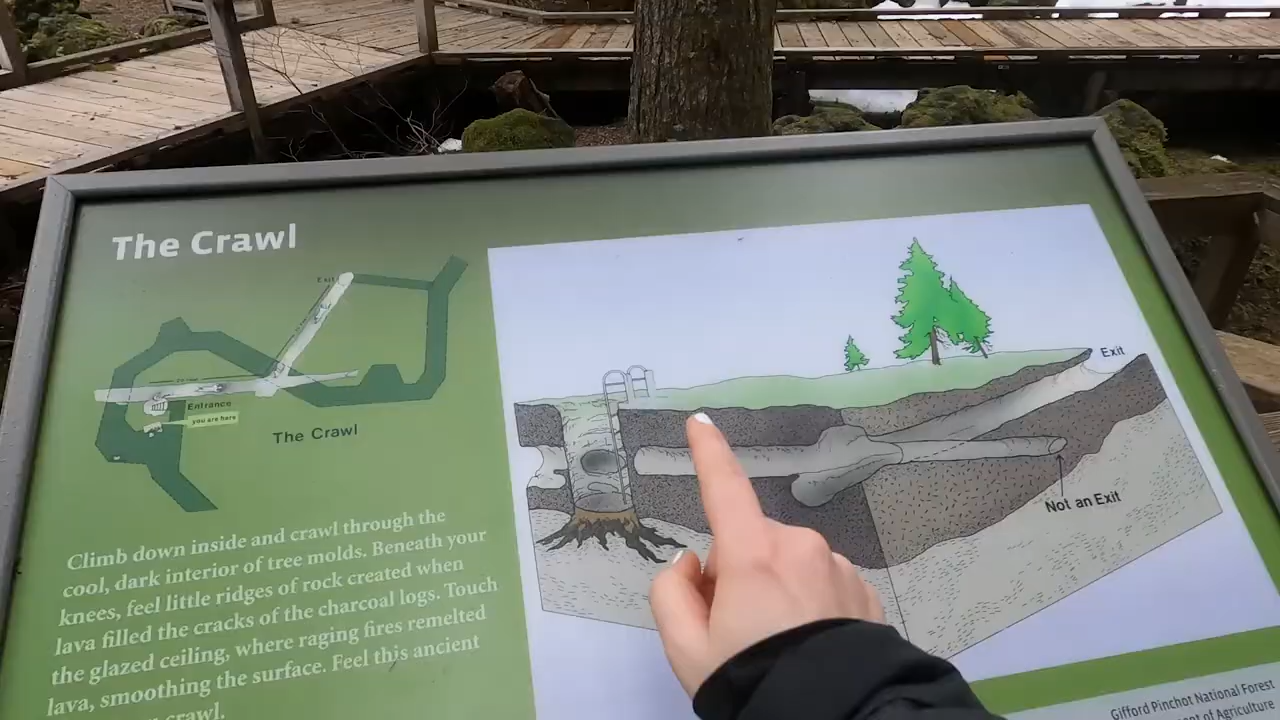 The Crawl
Exit
Entrance
you are here
The Crawl
Climb down inside and crawl through the
cool, dark interior of tree molds. Beneath your
knees, feel little ridges of rock created when
lava filled the cracks of the charcoal logs. Touch
the glazed ceiling, where raging fires remelted
lava, smoothing the surface. Feel this ancient
crawl.
Exit
Not an Exit
Gifford Pinchot National Forest
of Agriculture